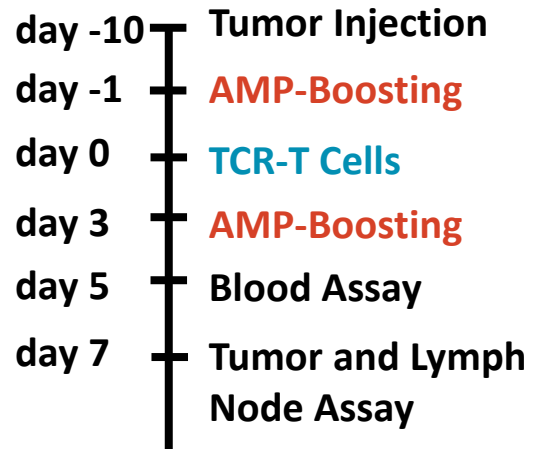 day -10 Tumor Injection
day -1 AMP-Boosting
day 0 TCR-T Cells
day 3 AMP-Boosting
day 5 Blood Assay
day 7 Tumor and Lymph
Node Assay